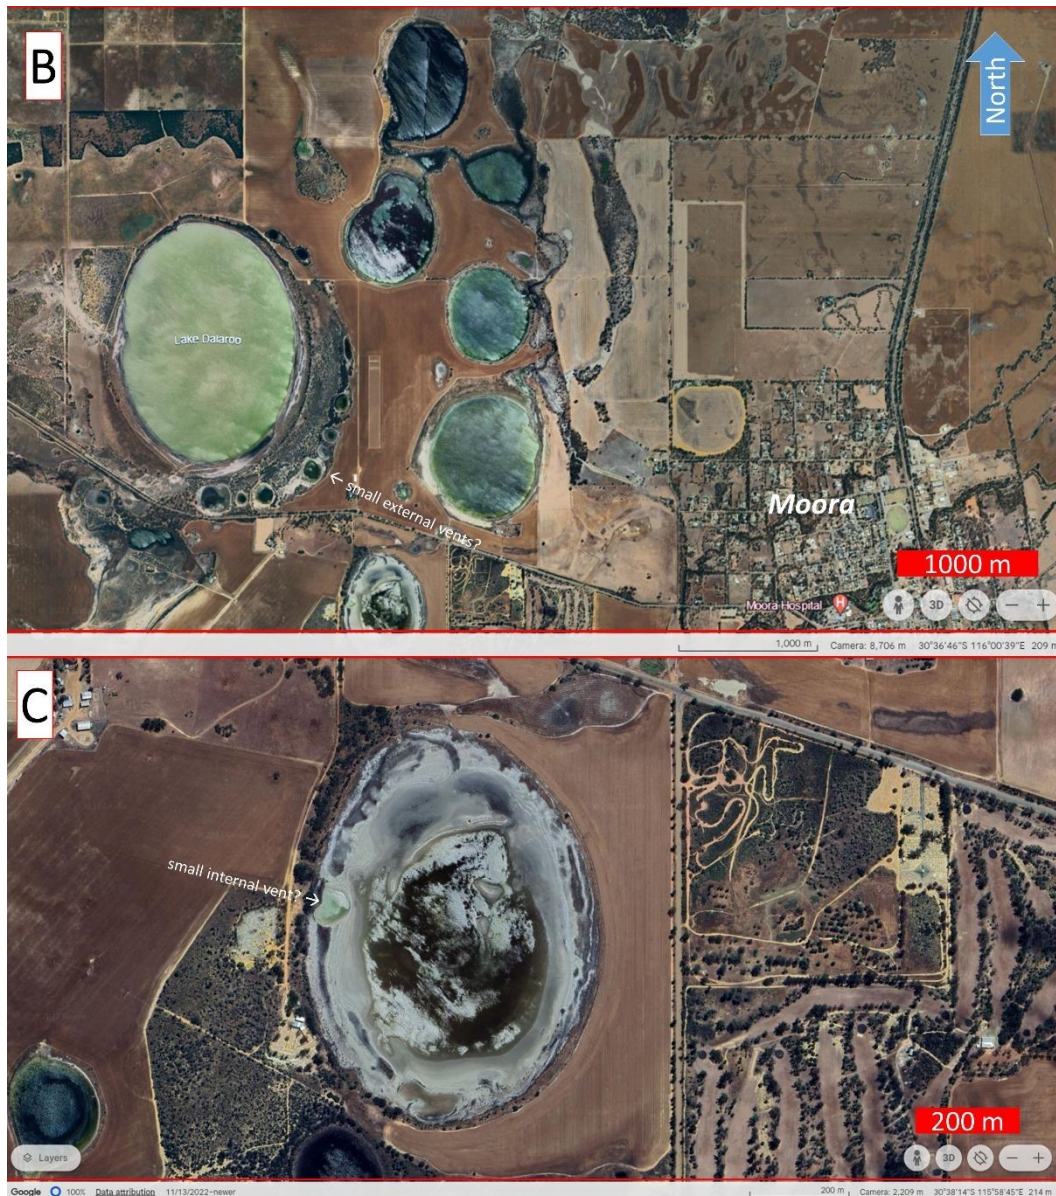 B
North
Lake Dalaroo
← small external vents?
Moora
1000 m
Moora Hospital
H
3D
1,000 m
Camera: 8,706 m 30°36'46"S 116°00'39"E 209 m
C
small internal vent? →
200 m
Layers
3D
Google 100% Data attribution 11/13/2022-newer
200 m Camera: 2,209 m 30°38'14"S 115°58'45"E 214 m